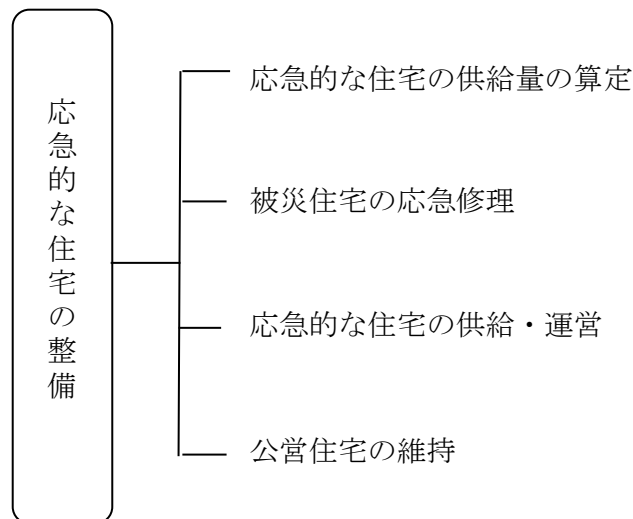 応急的な住宅の整備
応急的な住宅の供給量の算定
被災住宅の応急修理
応急的な住宅の供給・運営
公営住宅の維持